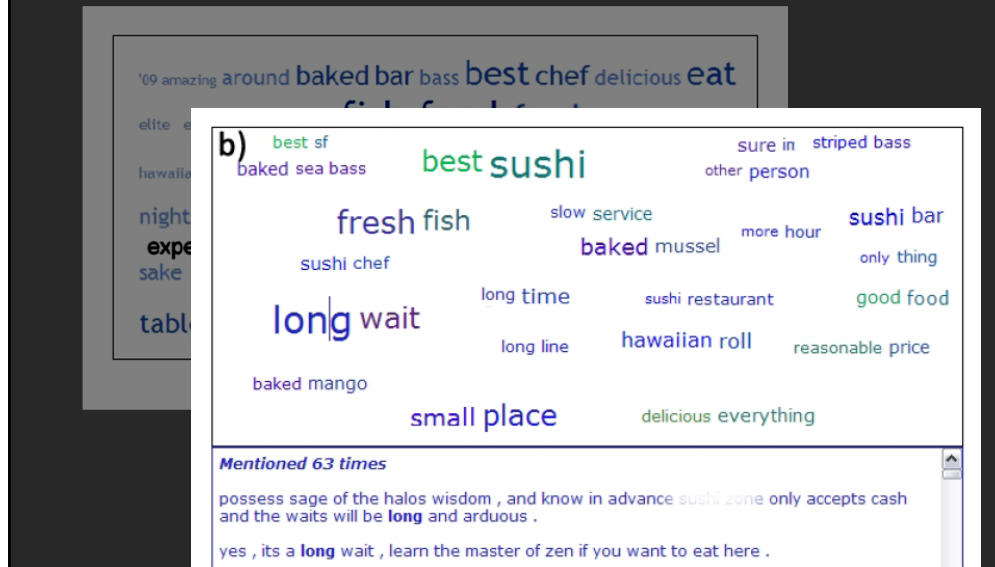 '09 amazing around baked bar bass best chef delicious eat
elite
night
expe
sake
tabl
b)
best sf
sure in
striped bass
baked sea bass
best sushi
other person
fresh fish
slow service
sushi bar
baked mussel
more hour
sushi chef
only thing
long time
sushi restaurant
good food
long wait
long line
hawaiian roll
reasonable price
baked mango
small place
delicious everything
Mentioned 63 times
possess sage of the halos wisdom , and know in advance sushi zone only accepts cash
and the waits will be long and arduous .
yes , its a long wait , learn the master of zen if you want to eat here .